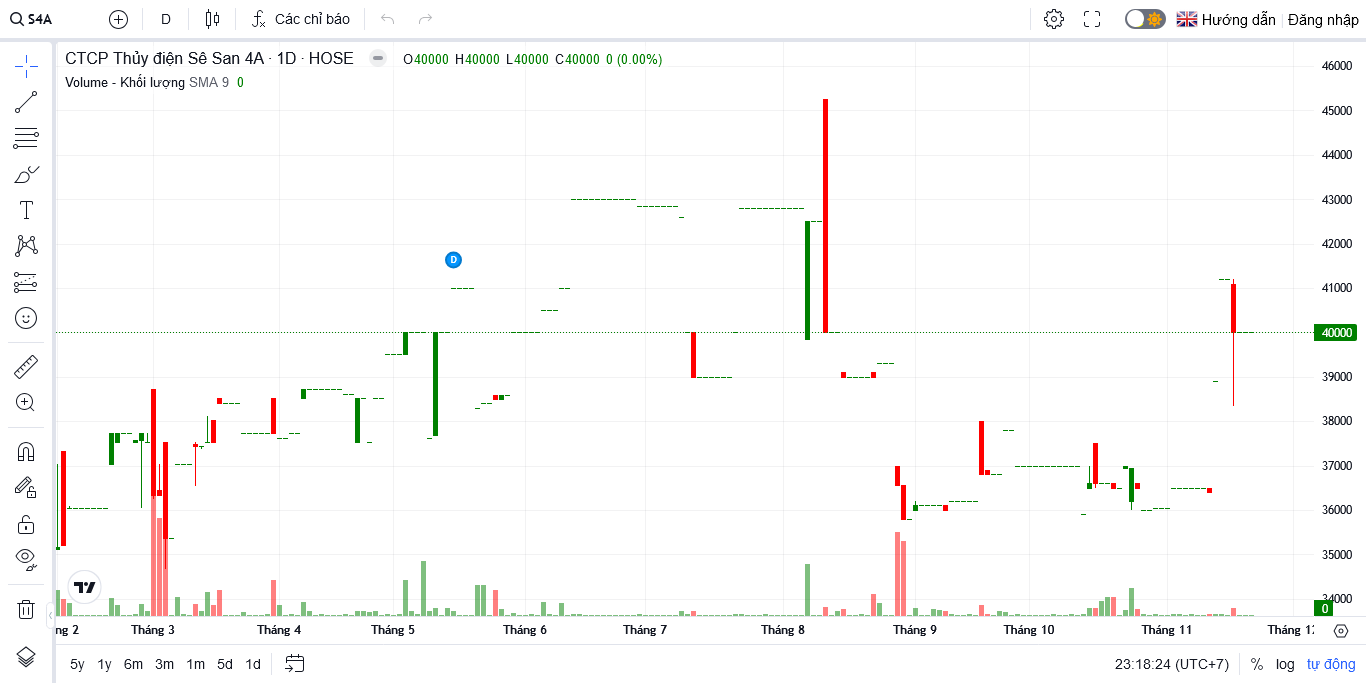 S4A D Các chỉ báo Hướng dẫn Đăng nhập
CTCP Thủy điện Sê San 4A · 1D · HOSE O40000 H40000 L40000 C40000 0 (0.00%)
Volume - Khối lượng SMA 9 0
46000
45000
44000
43000
42000
D
41000
40000
39000
38000
37000
36000
35000
34000
0
ng 2 Tháng 3 Tháng 4 Tháng 5 Tháng 6 Tháng 7 Tháng 8 Tháng 9 Tháng 10 Tháng 11 Tháng 1
5y 1y 6m 3m 1m 5d 1d 23:18:24 (UTC+7) % log tự động